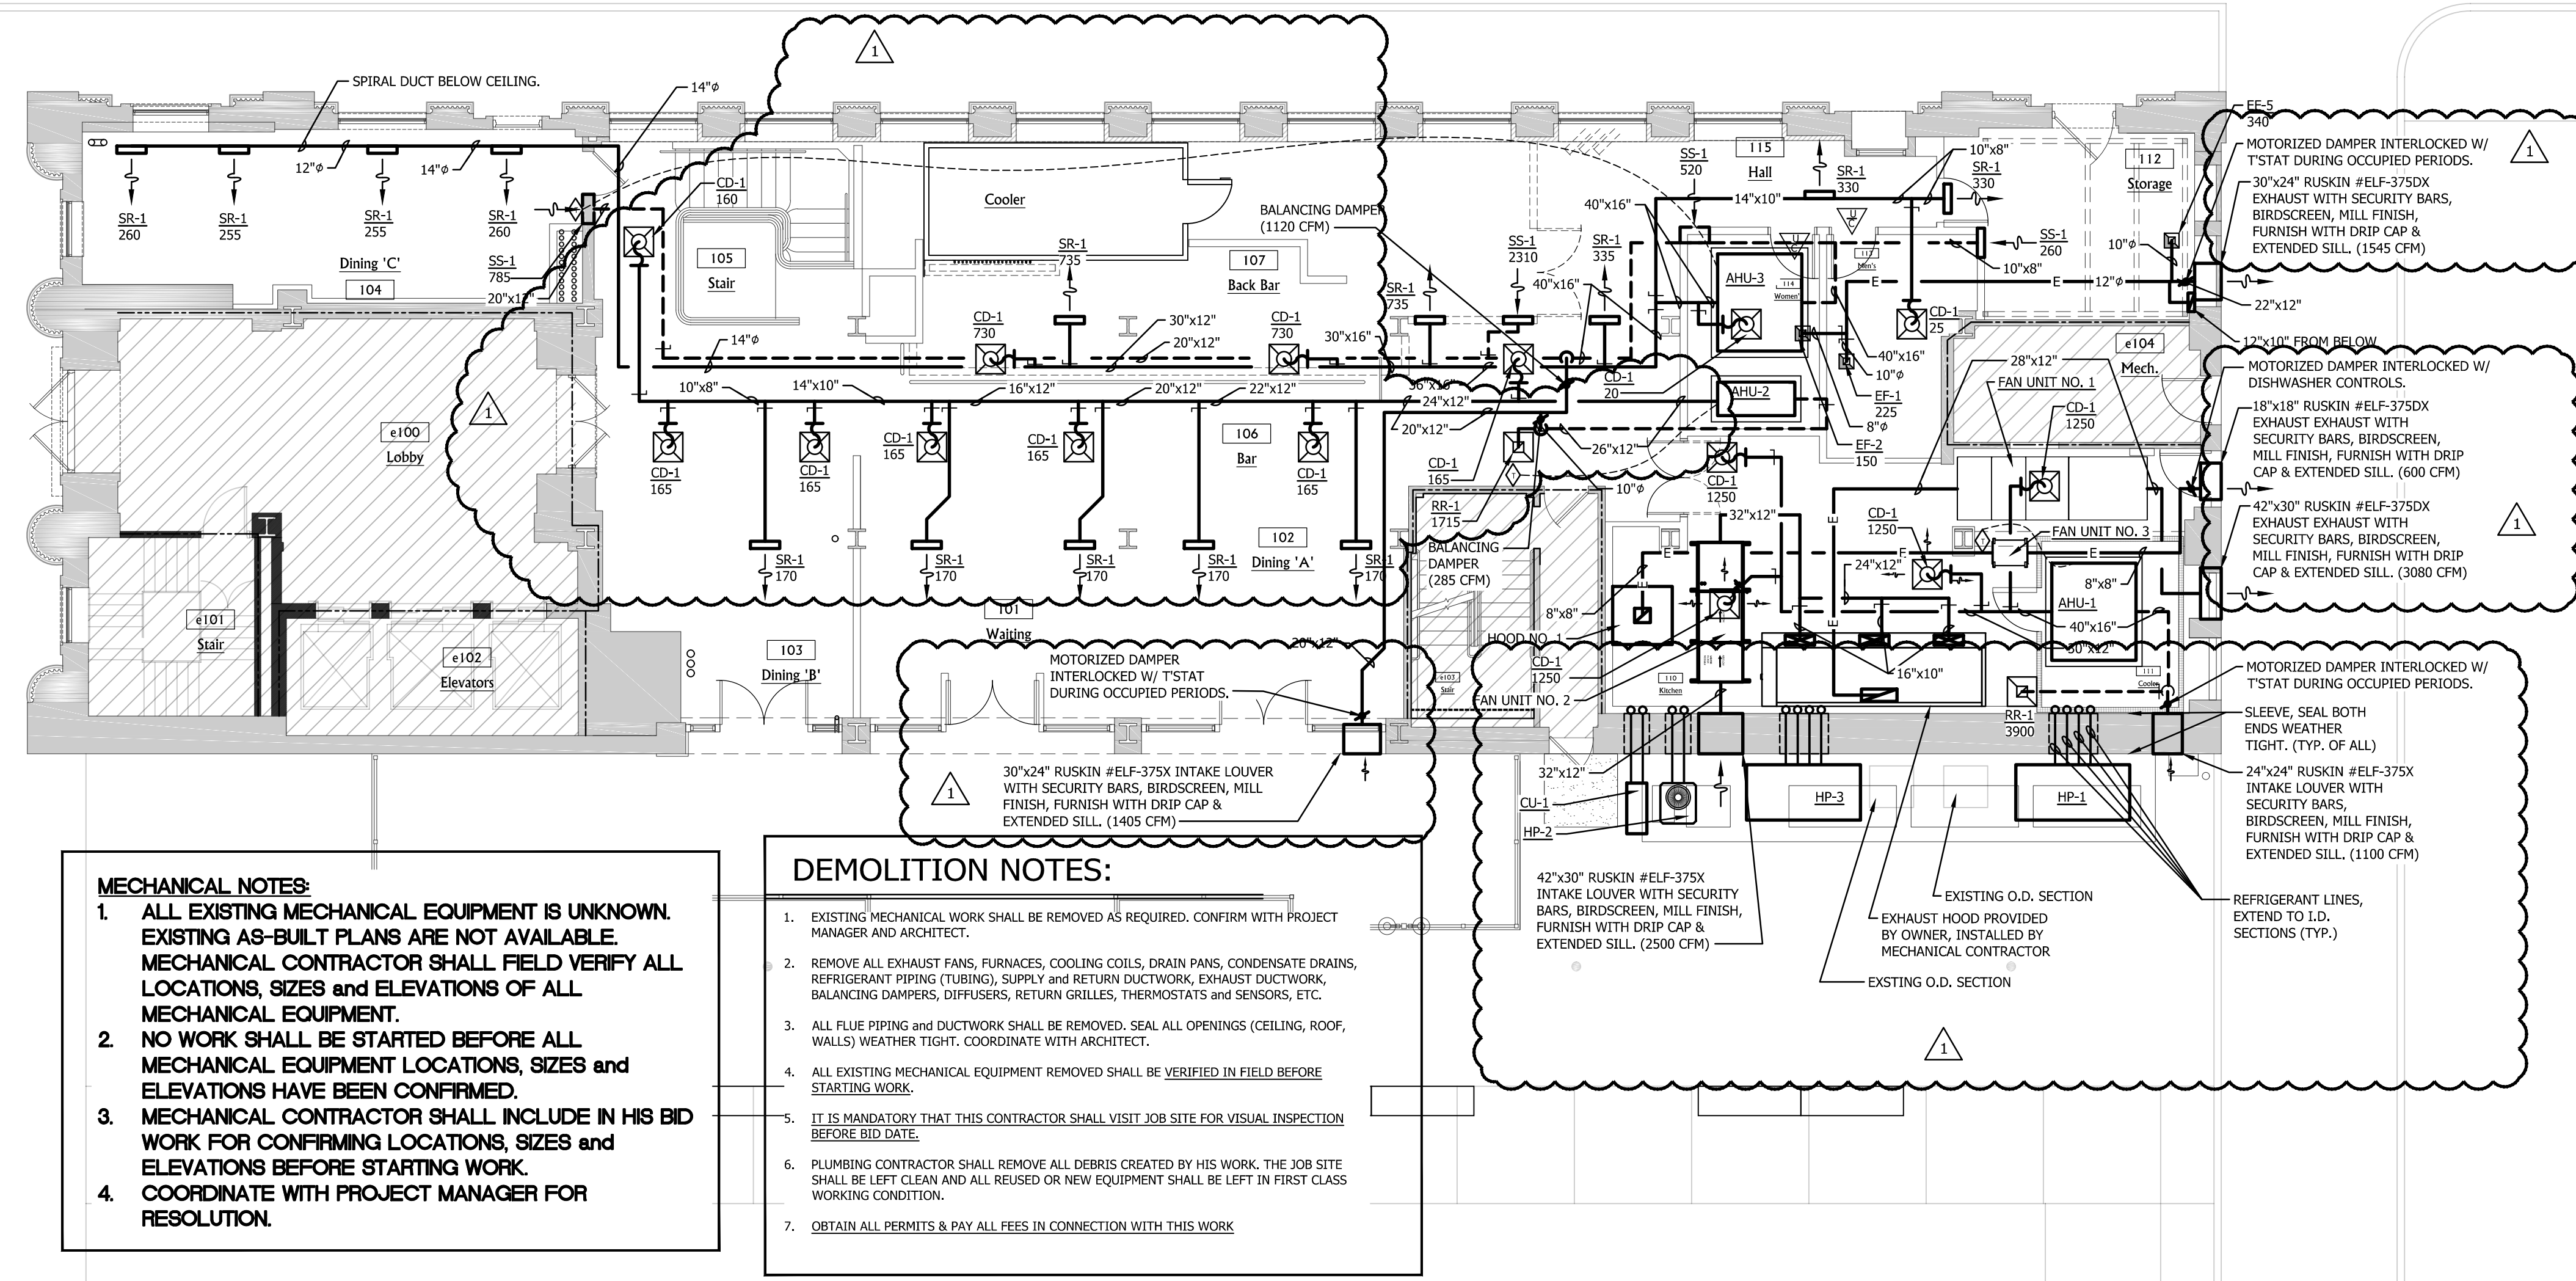 SPIRAL DUCT BELOW CEILING.
14"φ
1
12"φ
14"φ
SR-1
260
SR-1
255
SR-1
255
SR-1
260
SS-1
785
20"x12"
Dining 'C'
104
CD-1
160
105
Stair
Cooler
SR-1
735
107
Back Bar
BALANCING DAMPER
(1120 CFM)
SR-1
735
SS-1
2310
SR-1
335
40"x16"
SS-1
520
40"x16"
115
Hall
SR-1
330
14"x10"
10"x8"
SR-1
330
112
Storage
SS-1
260
10"x8"
10"φ
E
E
12"φ
U
C
U
C
113
Men's
114
Women's
AHU-3
AHU-2
CD-1
25
40"x16"
10"φ
EF-1
225
8"φ
EF-2
150
CD-1
20
EF-5
340
MOTORIZED DAMPER INTERLOCKED W/
T'STAT DURING OCCUPIED PERIODS.
1
30"x24" RUSKIN #ELF-375DX
EXHAUST WITH SECURITY BARS,
BIRDSCREEN, MILL FINISH,
FURNISH WITH DRIP CAP &
EXTENDED SILL. (1545 CFM)
22"x12"
12"x10" FROM BELOW
MOTORIZED DAMPER INTERLOCKED W/
DISHWASHER CONTROLS.
18"x18" RUSKIN #ELF-375DX
EXHAUST EXHAUST WITH
SECURITY BARS, BIRDSCREEN,
MILL FINISH, FURNISH WITH DRIP
CAP & EXTENDED SILL. (600 CFM)
42"x30" RUSKIN #ELF-375DX
EXHAUST EXHAUST WITH
SECURITY BARS, BIRDSCREEN,
MILL FINISH, FURNISH WITH DRIP
CAP & EXTENDED SILL. (3080 CFM)
1
14"φ
CD-1
730
30"x12"
20"x12"
CD-1
730
30"x16"
36"x16"
24"x12"
20"x12"
26"x12"
10"φ
1
10"x8"
14"x10"
16"x12"
20"x12"
22"x12"
CD-1
165
CD-1
165
CD-1
165
CD-1
165
CD-1
165
CD-1
165
106
Bar
e100
Lobby
SR-1
170
SR-1
170
SR-1
170
SR-1
170
SR-1
170
102
Dining 'A'
RR-1
1715
BALANCING
DAMPER
(285 CFM)
e104
Mech.
28"x12"
FAN UNIT NO. 1
CD-1
1250
CD-1
1250
32"x12"
CD-1
1250
FAN UNIT NO. 3
24"x12"
8"x8"
AHU-1
40"x16"
30"x12"
E
E
E
E
E
8"x8"
HOOD NO. 1
CD-1
1250
FAN UNIT NO. 2
16"x10"
110
Kitchen
111
Cooler
RR-1
3900
e101
Stair
e102
Elevators
103
Dining 'B'
101
Waiting
20"x12"
e103
Stair
MOTORIZED DAMPER
INTERLOCKED W/ T'STAT
DURING OCCUPIED PERIODS.
1
30"x24" RUSKIN #ELF-375X INTAKE LOUVER
WITH SECURITY BARS, BIRDSCREEN, MILL
FINISH, FURNISH WITH DRIP CAP &
EXTENDED SILL. (1405 CFM)
32"x12"
CU-1
HP-2
HP-3
HP-1
MOTORIZED DAMPER INTERLOCKED W/
T'STAT DURING OCCUPIED PERIODS.
SLEEVE, SEAL BOTH
ENDS WEATHER
TIGHT. (TYP. OF ALL)
24"x24" RUSKIN #ELF-375X
INTAKE LOUVER WITH
SECURITY BARS,
BIRDSCREEN, MILL FINISH,
FURNISH WITH DRIP CAP &
EXTENDED SILL. (1100 CFM)
REFRIGERANT LINES,
EXTEND TO I.D.
SECTIONS (TYP.)
42"x30" RUSKIN #ELF-375X
INTAKE LOUVER WITH SECURITY
BARS, BIRDSCREEN, MILL FINISH,
FURNISH WITH DRIP CAP &
EXTENDED SILL. (2500 CFM)
EXISTING O.D. SECTION
EXHAUST HOOD PROVIDED
BY OWNER, INSTALLED BY
MECHANICAL CONTRACTOR
EXSTING O.D. SECTION
1
MECHANICAL NOTES:
1. ALL EXISTING MECHANICAL EQUIPMENT IS UNKNOWN.
EXISTING AS-BUILT PLANS ARE NOT AVAILABLE.
MECHANICAL CONTRACTOR SHALL FIELD VERIFY ALL
LOCATIONS, SIZES and ELEVATIONS OF ALL
MECHANICAL EQUIPMENT.
2. NO WORK SHALL BE STARTED BEFORE ALL
MECHANICAL EQUIPMENT LOCATIONS, SIZES and
ELEVATIONS HAVE BEEN CONFIRMED.
3. MECHANICAL CONTRACTOR SHALL INCLUDE IN HIS BID
WORK FOR CONFIRMING LOCATIONS, SIZES and
ELEVATIONS BEFORE STARTING WORK.
4. COORDINATE WITH PROJECT MANAGER FOR
RESOLUTION.
DEMOLITION NOTES:
1. EXISTING MECHANICAL WORK SHALL BE REMOVED AS REQUIRED. CONFIRM WITH PROJECT
MANAGER AND ARCHITECT.
2. REMOVE ALL EXHAUST FANS, FURNACES, COOLING COILS, DRAIN PANS, CONDENSATE DRAINS,
REFRIGERANT PIPING (TUBING), SUPPLY and RETURN DUCTWORK, EXHAUST DUCTWORK,
BALANCING DAMPERS, DIFFUSERS, RETURN GRILLES, THERMOSTATS and SENSORS, ETC.
3. ALL FLUE PIPING and DUCTWORK SHALL BE REMOVED. SEAL ALL OPENINGS (CEILING, ROOF,
WALLS) WEATHER TIGHT. COORDINATE WITH ARCHITECT.
4. ALL EXISTING MECHANICAL EQUIPMENT REMOVED SHALL BE VERIFIED IN FIELD BEFORE
STARTING WORK.
5. IT IS MANDATORY THAT THIS CONTRACTOR SHALL VISIT JOB SITE FOR VISUAL INSPECTION
BEFORE BID DATE.
6. PLUMBING CONTRACTOR SHALL REMOVE ALL DEBRIS CREATED BY HIS WORK. THE JOB SITE
SHALL BE LEFT CLEAN AND ALL REUSED OR NEW EQUIPMENT SHALL BE LEFT IN FIRST CLASS
WORKING CONDITION.
7. OBTAIN ALL PERMITS & PAY ALL FEES IN CONNECTION WITH THIS WORK